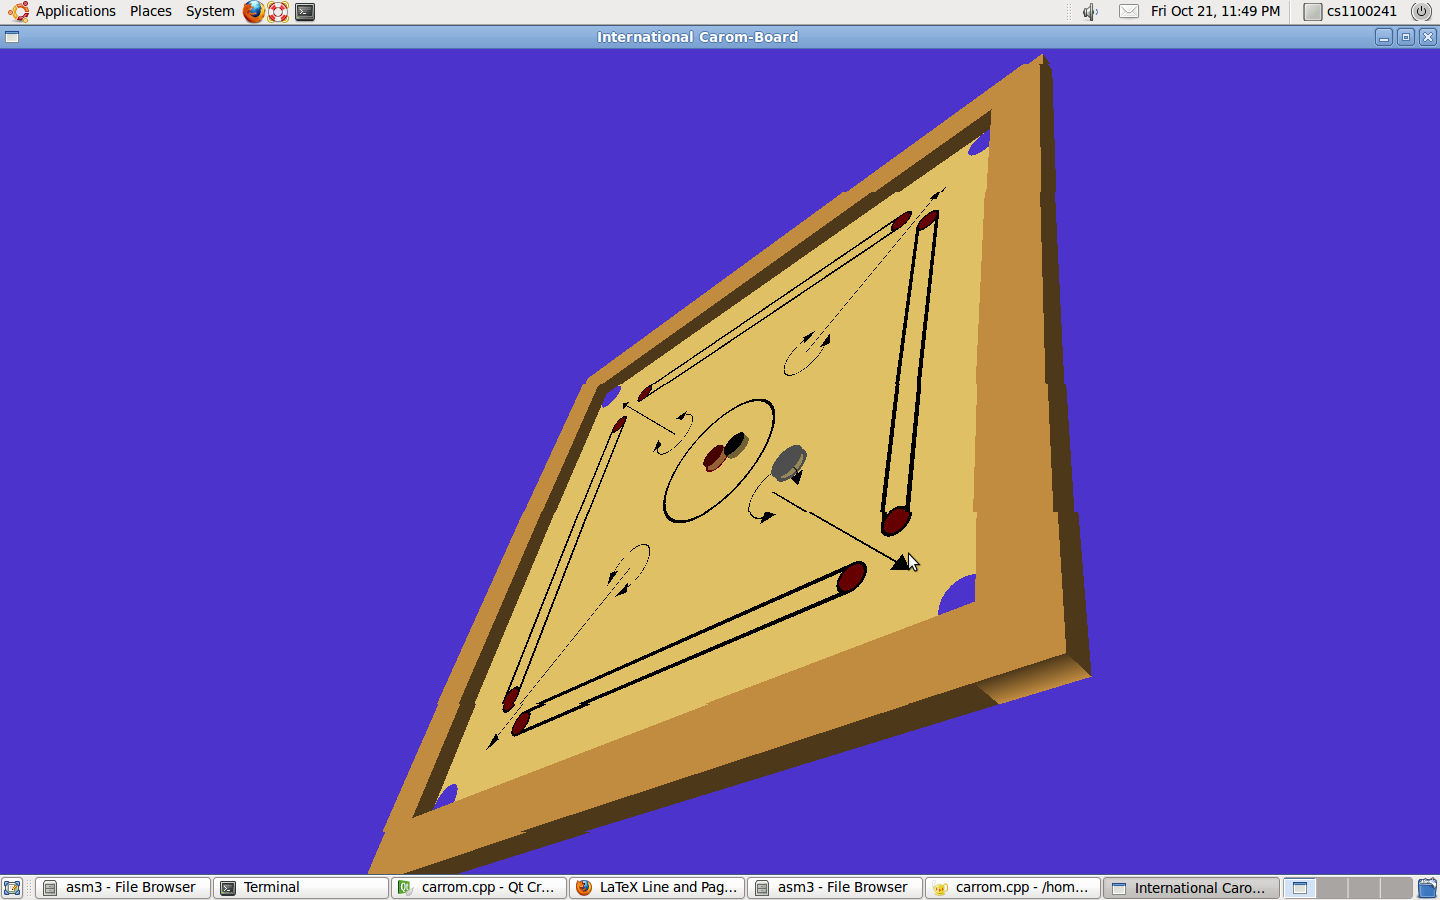 Applications Places System Fri Oct 21, 11:49 PM cs1100241
International Carom-Board
asm3 - File Browser Terminal carrom.cpp - Qt Cr... LaTeX Line and Pag... asm3 - File Browser carrom.cpp - /hom... International Caro...